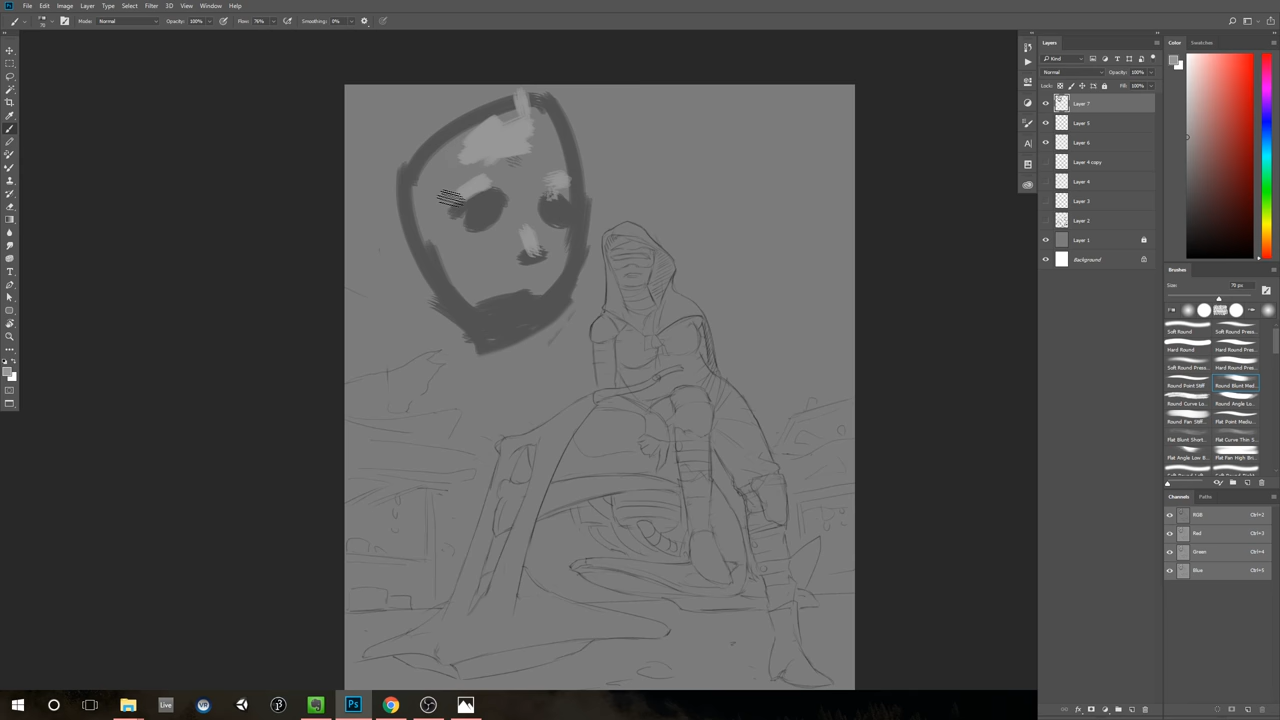 Ps File Edit Image Layer Type Select Filter 3D View Window Help
Mode: Normal Opacity: 100% Flow: 76% Smoothing: 0%
Layers
Kind
Normal Opacity: 100%
Lock: Fill: 100%
Layer 7
Layer 5
Layer 6
Layer 4 copy
Layer 4
Layer 3
Layer 2
Layer 1
Background
fx
Color Swatches
Brushes
Size: 70 px
Soft Round Soft Round Press...
Hard Round Hard Round Pres...
Soft Round Press... Hard Round Press...
Round Point Stiff Round Blunt Med...
Round Curve Lo... Round Angle Lo...
Round Fan Stiff... Flat Point Mediu...
Flat Blunt Short... Flat Curve Thin S...
Flat Angle Low B... Flat Fan High Bri...
Channels Paths
RGB Ctrl+2
Red Ctrl+3
Green Ctrl+4
Blue Ctrl+5
Live VR Ps